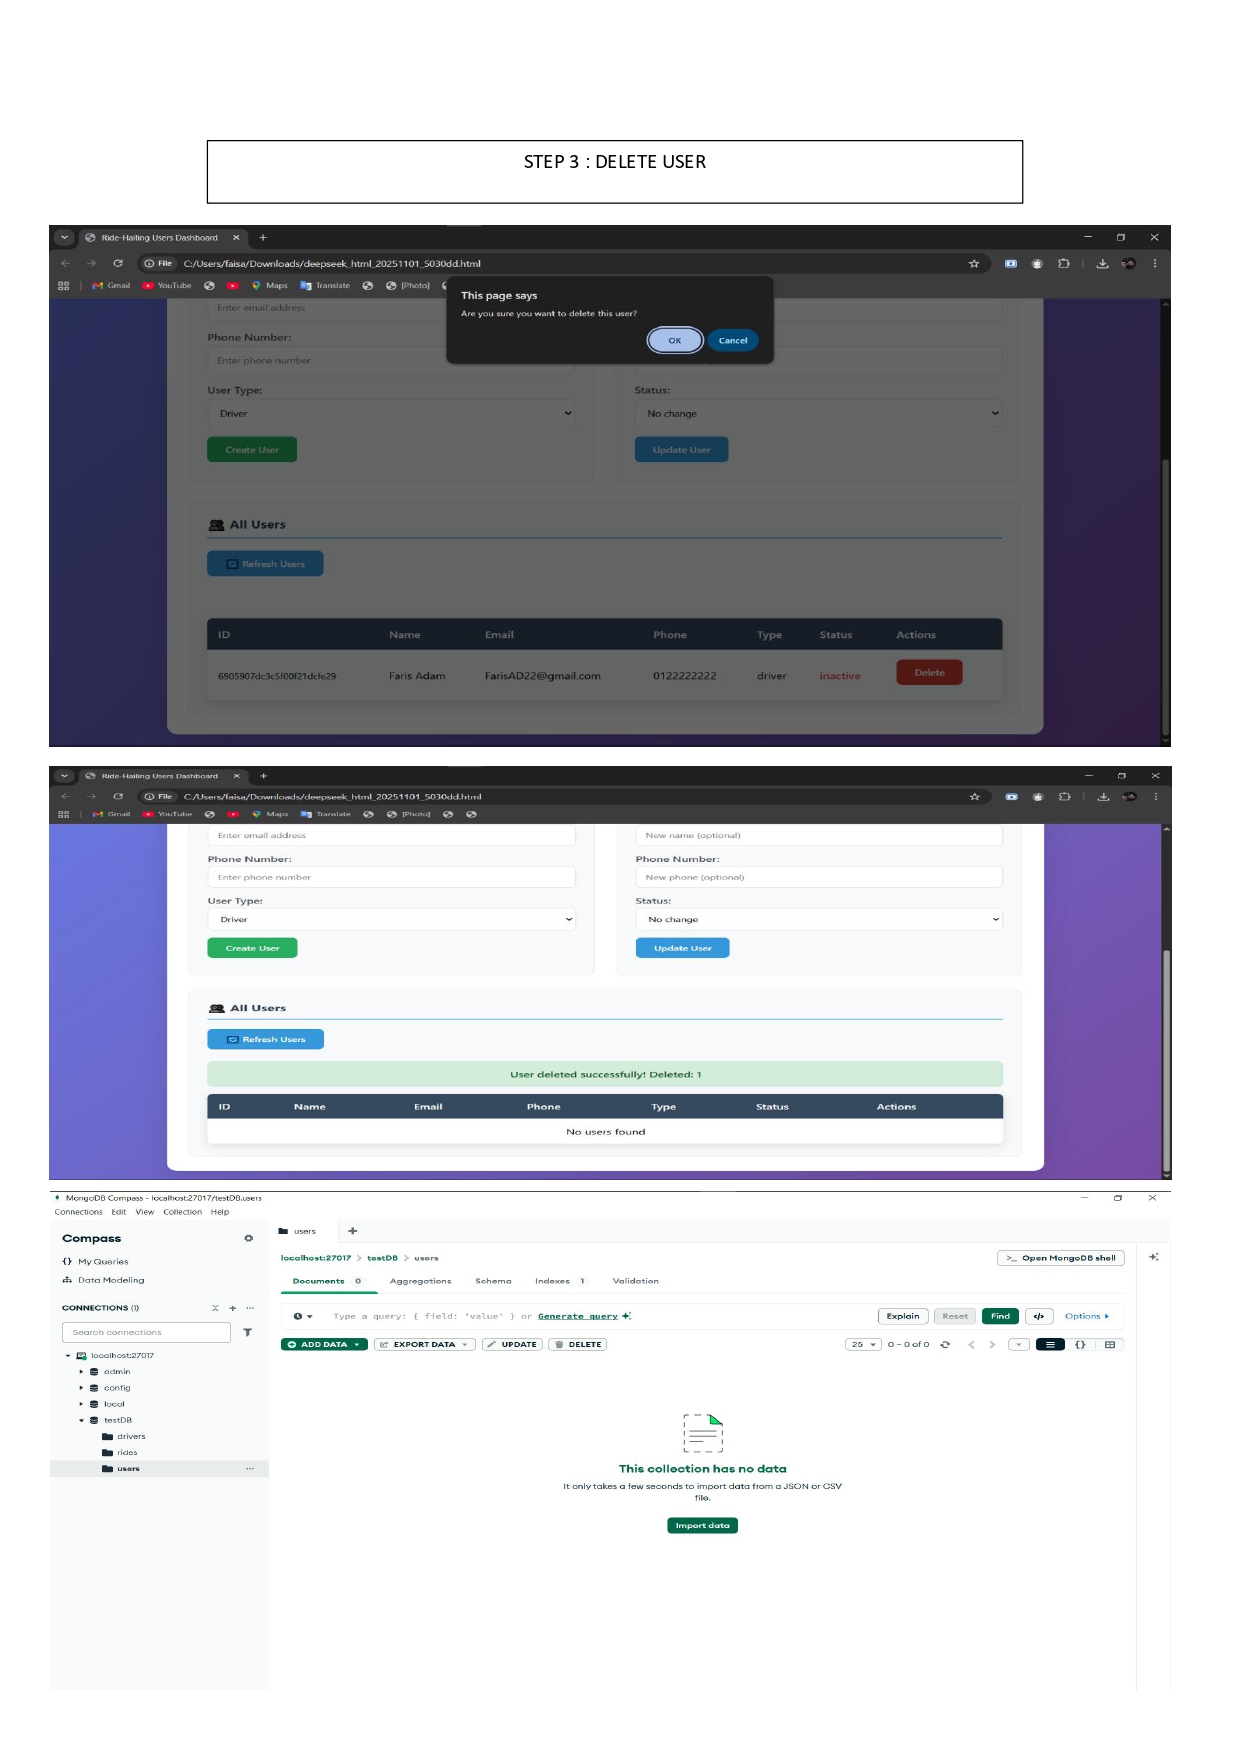 STEP 3 : DELETE USER
Ride-Hailing Users Dashboard
File C:/Users/faisa/Downloads/deepseek_html_20251101_5030dd.html
Gmail YouTube Maps Translate [Photo]
This page says
Are you sure you want to delete this user?
OK Cancel
Enter email address
Phone Number:
Enter phone number
User Type: Status:
Driver No change
Create User Update User
All Users
Refresh Users
ID Name Email Phone Type Status Actions
6905907dc3c5f00f21dcfe29 Faris Adam FarisAD22@gmail.com 0122222222 driver inactive Delete
Ride-Hailing Users Dashboard
File C:/Users/faisa/Downloads/deepseek_html_20251101_5030dd.html
Gmail YouTube Maps Translate [Photo]
Enter email address New name (optional)
Phone Number: Phone Number:
Enter phone number New phone (optional)
User Type: Status:
Driver No change
Create User Update User
All Users
Refresh Users
User deleted successfully! Deleted: 1
ID Name Email Phone Type Status Actions
No users found
MongoDB Compass - localhost:27017/testDB.users
Connections Edit View Collection Help
Compass
My Queries
Data Modeling
CONNECTIONS (1)
Search connections
localhost:27017
admin
config
local
testDB
drivers
rides
users
users
localhost:27017 > testDB > users
>_ Open MongoDB shell
Documents 0 Aggregations Schema Indexes 1 Validation
Type a query: { field: 'value' } or Generate query
Explain Reset Find </> Options
ADD DATA EXPORT DATA UPDATE DELETE
25 0 – 0 of 0
This collection has no data
It only takes a few seconds to import data from a JSON or CSV
file.
Import data